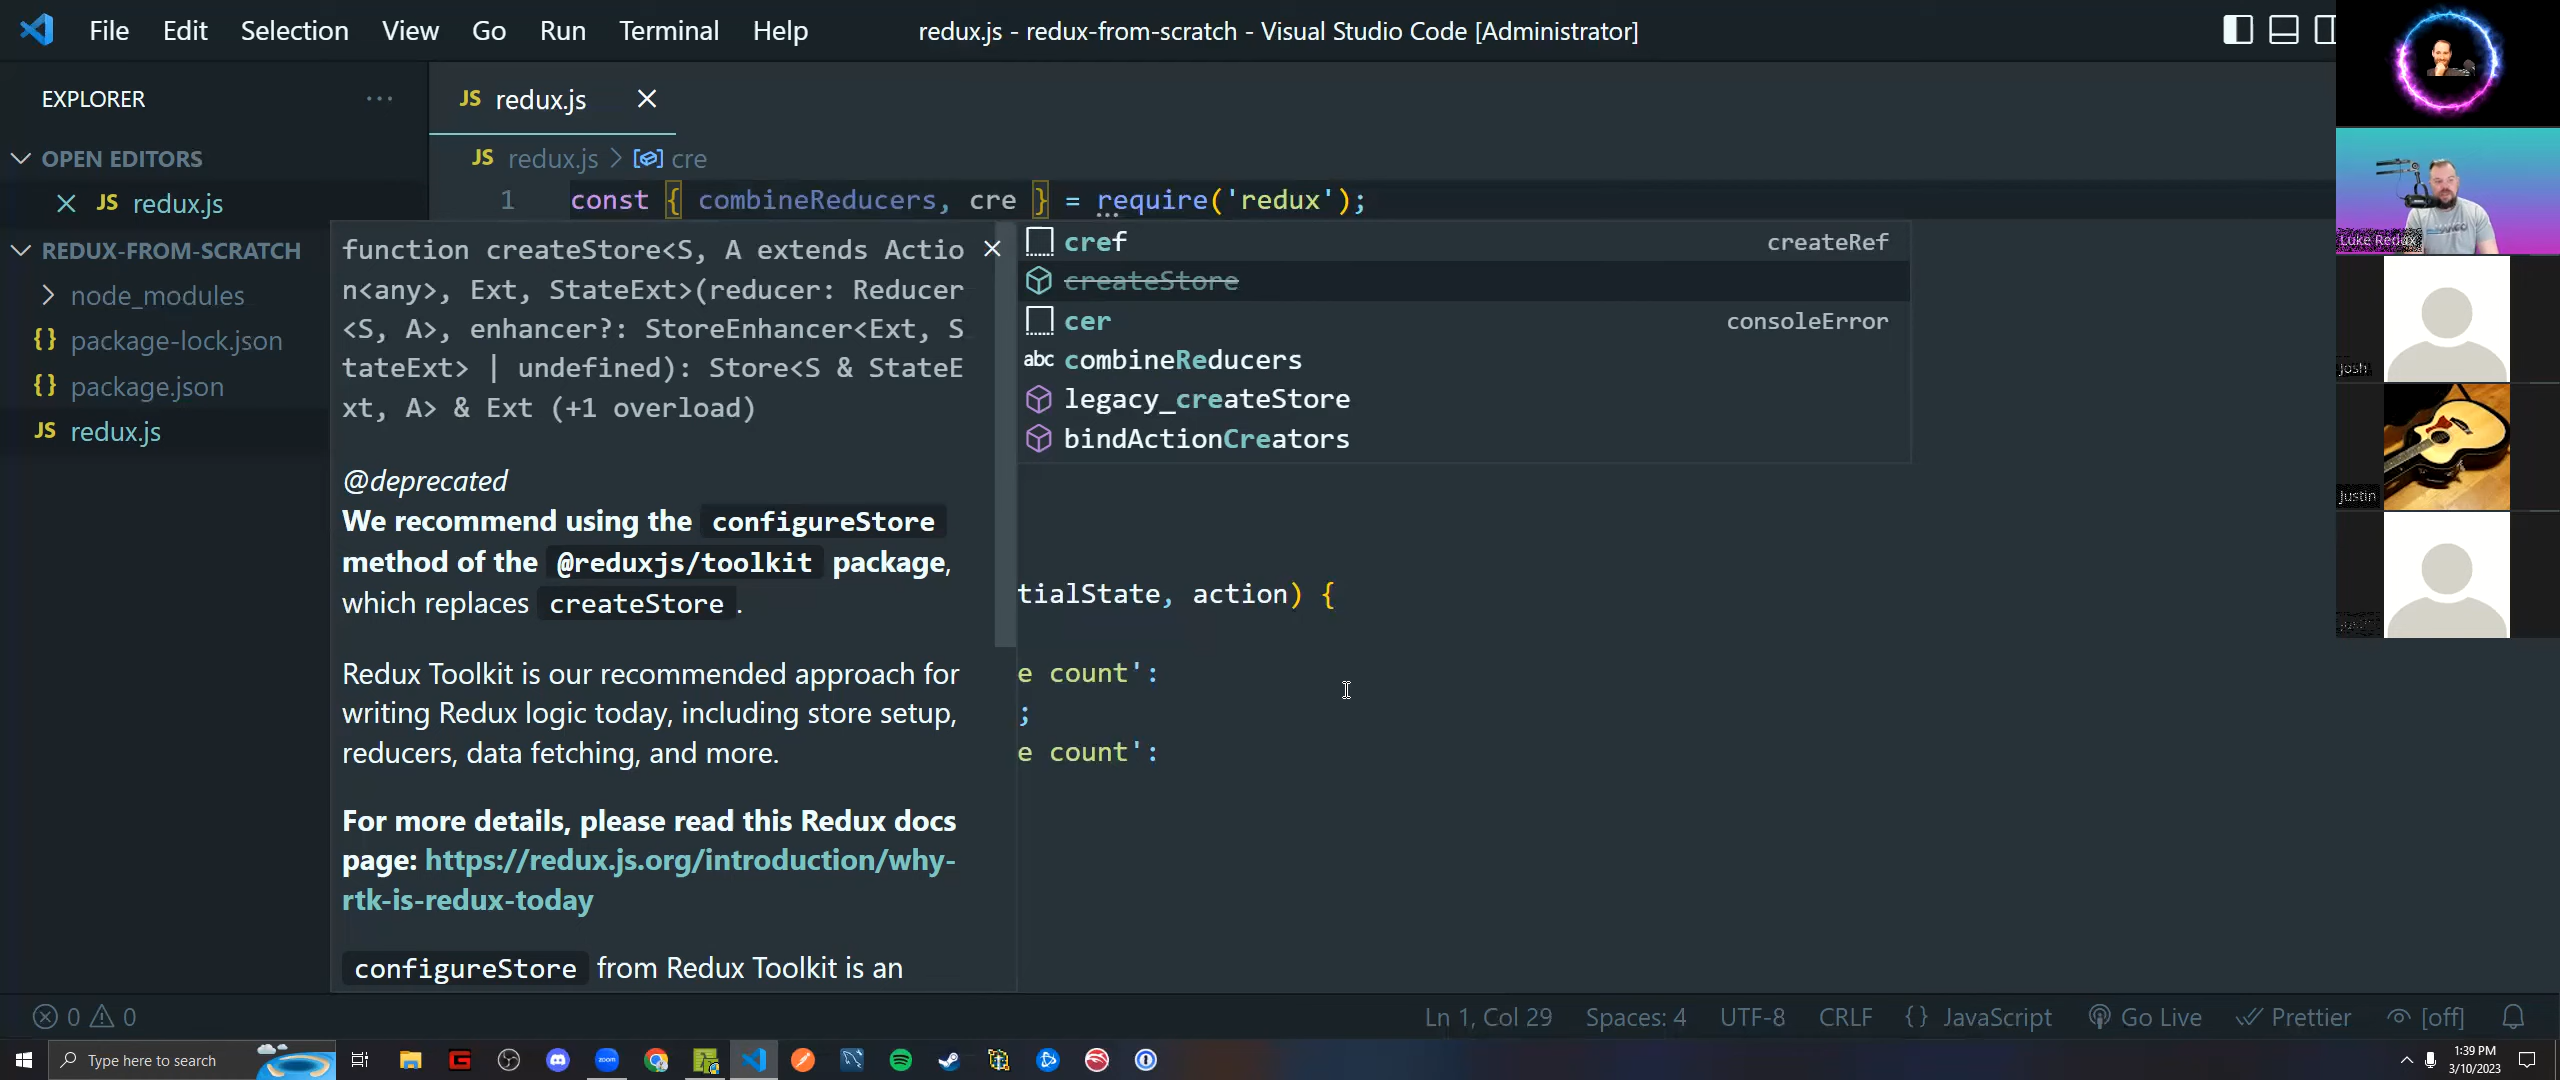 File Edit Selection View Go Run Terminal Help
redux.js - redux-from-scratch - Visual Studio Code [Administrator]
EXPLORER
OPEN EDITORS
JS redux.js
REDUX-FROM-SCRATCH
node_modules
{} package-lock.json
{} package.json
JS redux.js
JS redux.js
JS redux.js > cre
1 const { combineReducers, cre } = require('redux');
function createStore<S, A extends Actio
n<any>, Ext, StateExt>(reducer: Reducer
<S, A>, enhancer?: StoreEnhancer<Ext, S
tateExt> | undefined): Store<S & StateE
xt, A> & Ext (+1 overload)
@deprecated
We recommend using the configureStore
method of the @reduxjs/toolkit package,
which replaces createStore.
Redux Toolkit is our recommended approach for
writing Redux logic today, including store setup,
reducers, data fetching, and more.
For more details, please read this Redux docs
page: https://redux.js.org/introduction/why-
rtk-is-redux-today
configureStore from Redux Toolkit is an
cref createRef
createStore
cer consoleError
abc combineReducers
legacy_createStore
bindActionCreators
tialState, action) {
e count':
;
e count':
Luke Redux
Josh
Justin
0 0
Ln 1, Col 29 Spaces: 4 UTF-8 CRLF {} JavaScript Go Live Prettier [off]
Type here to search
zoom
1:39 PM
3/10/2023